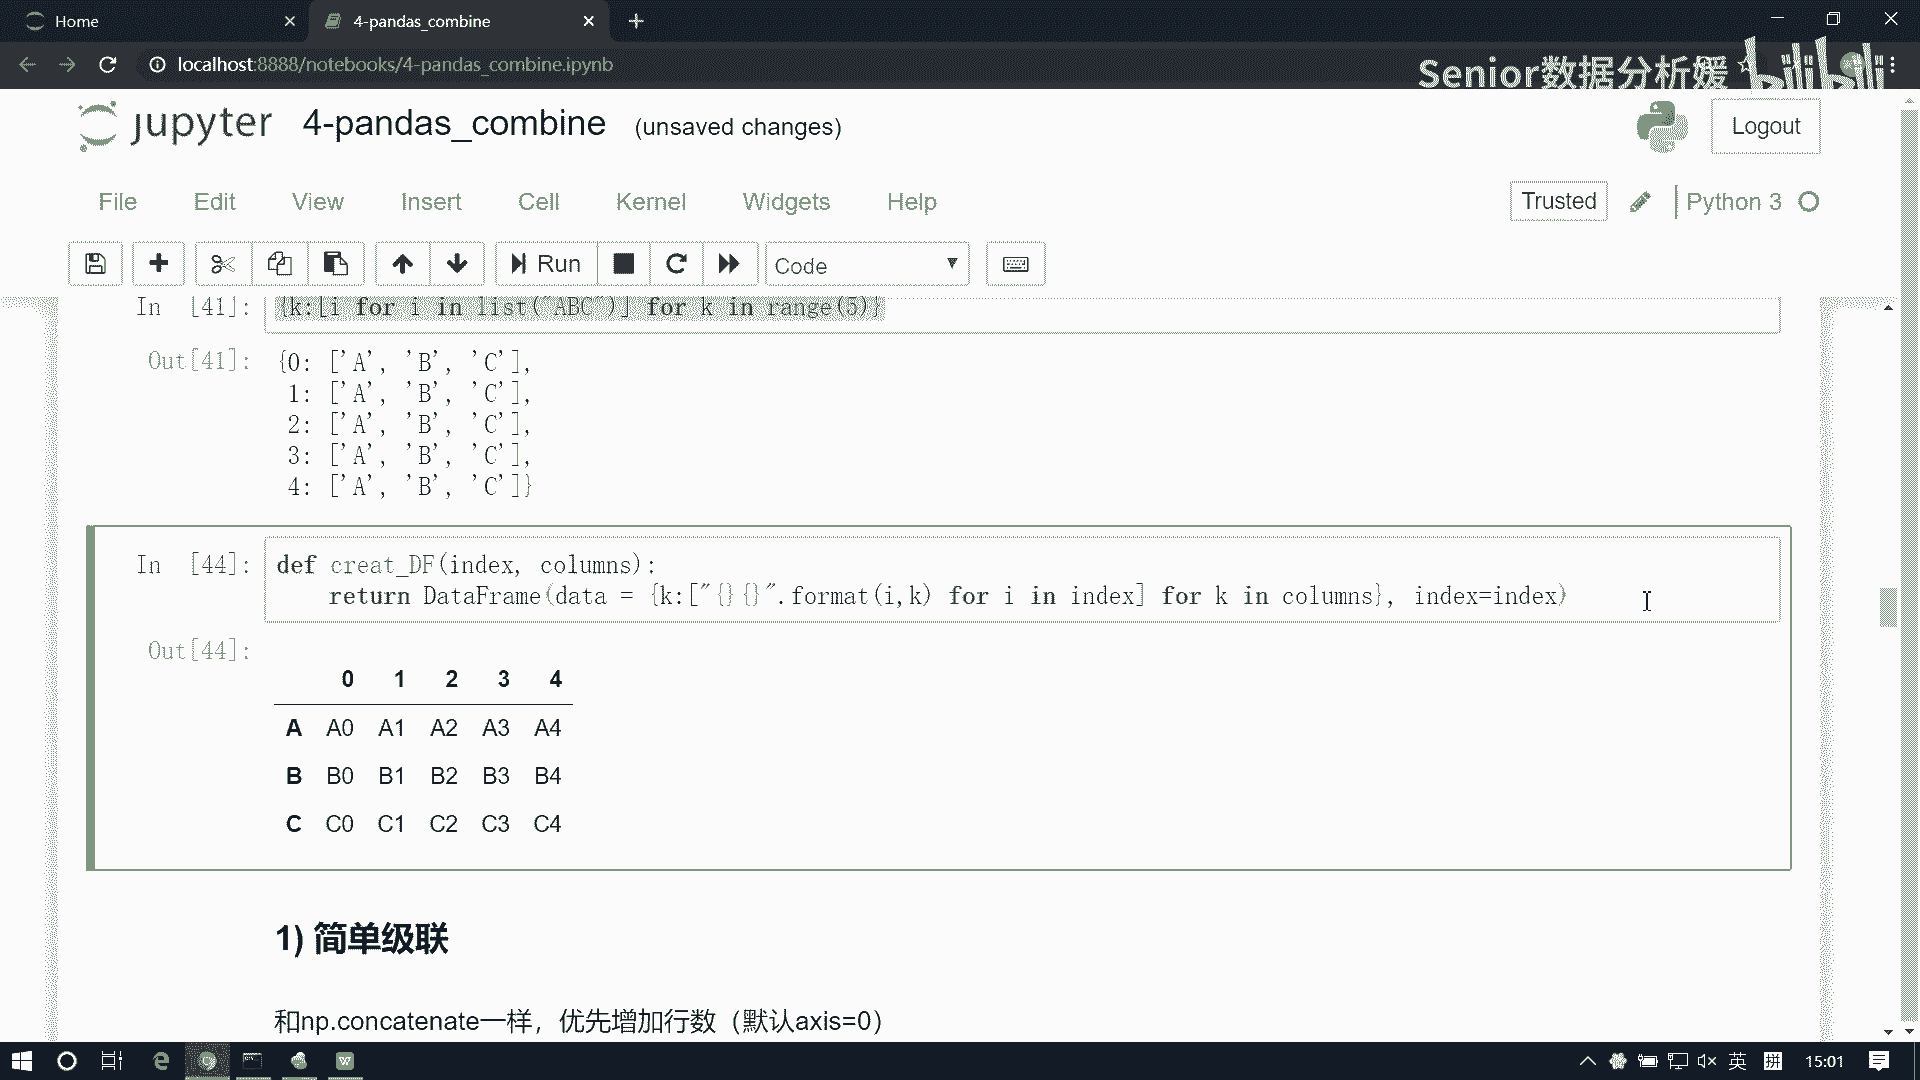 Home
4-pandas_combine
localhost:8888/notebooks/4-pandas_combine.ipynb
Senior数据分析媛
bilibili
jupyter 4-pandas_combine (unsaved changes)
Logout
File Edit View Insert Cell Kernel Widgets Help
Trusted
Python 3
Run
Code
In [41]: {k:[i for i in list("ABC")] for k in range(5)}
Out[41]: {0: ['A', 'B', 'C'],
1: ['A', 'B', 'C'],
2: ['A', 'B', 'C'],
3: ['A', 'B', 'C'],
4: ['A', 'B', 'C']}
In [44]: def creat_DF(index, columns):
return DataFrame(data = {k:["{}{}".format(i,k) for i in index] for k in columns}, index=index)
Out[44]:
0 1 2 3 4
A A0 A1 A2 A3 A4
B B0 B1 B2 B3 B4
C C0 C1 C2 C3 C4
1) 简单级联
和np.concatenate一样，优先增加行数（默认axis=0）
英
拼
15:01